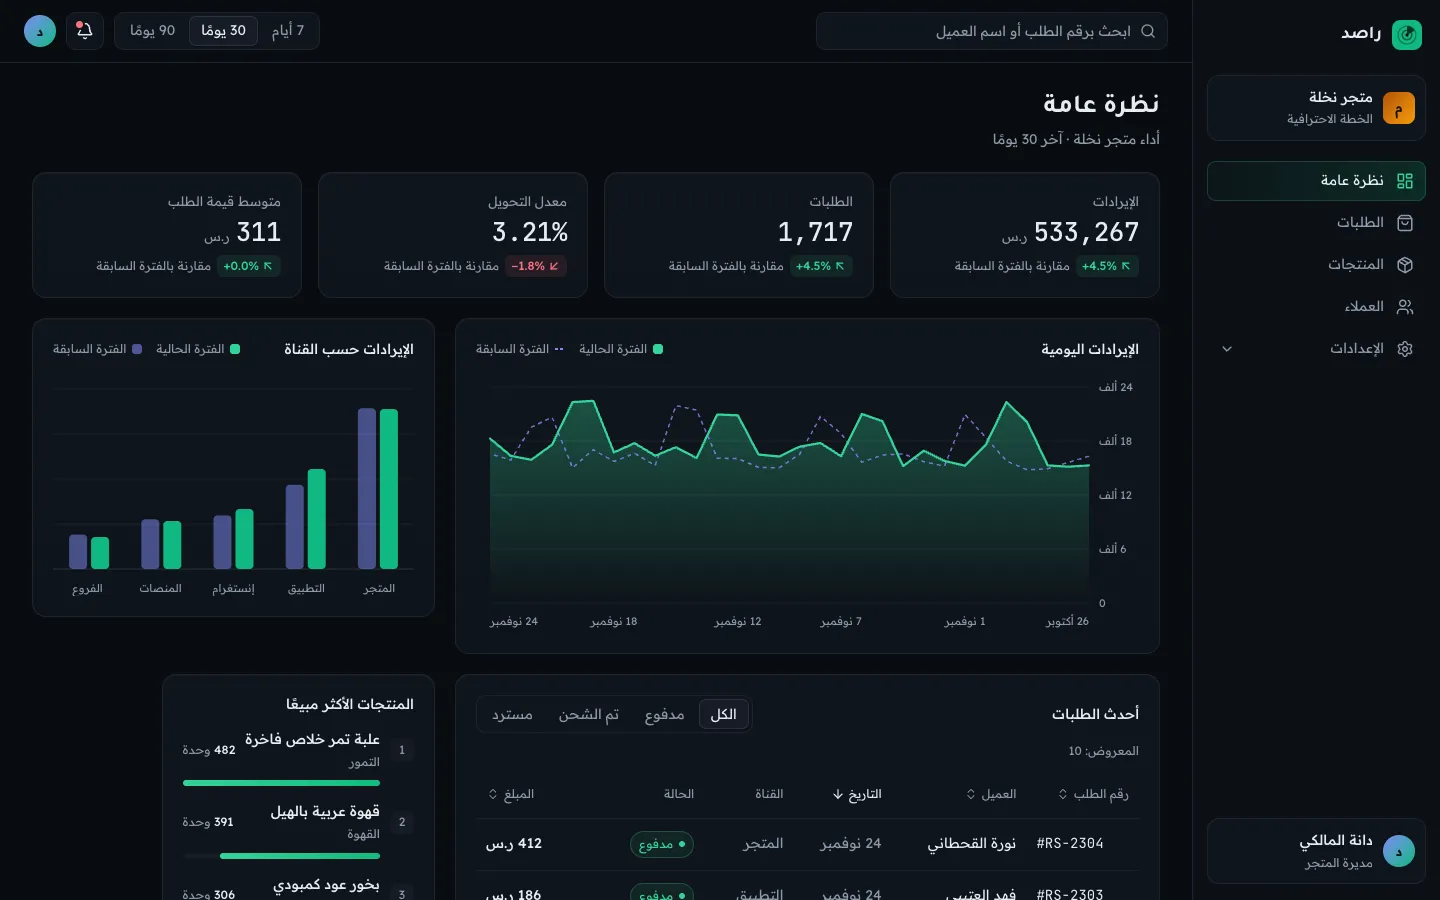 راصد
متجر نخلة
م
الخطة الاحترافية
نظرة عامة
الطلبات
المنتجات
العملاء
الإعدادات
دانة المالكي
د
مديرة المتجر
ابحث برقم الطلب أو اسم العميل
7 أيام
30 يومًا
90 يومًا
د
نظرة عامة
أداء متجر نخلة · آخر 30 يومًا
الإيرادات
533,267 ر.س
+4.5% مقارنة بالفترة السابقة
الطلبات
1,717
+4.5% مقارنة بالفترة السابقة
معدل التحويل
3.21%
−1.8% مقارنة بالفترة السابقة
متوسط قيمة الطلب
311 ر.س
+0.0% مقارنة بالفترة السابقة
الإيرادات اليومية
الفترة الحالية
الفترة السابقة
24 ألف
18 ألف
12 ألف
6 ألف
0
26 أكتوبر
1 نوفمبر
7 نوفمبر
12 نوفمبر
18 نوفمبر
24 نوفمبر
الإيرادات حسب القناة
الفترة الحالية
الفترة السابقة
المتجر
التطبيق
إنستغرام
المنصات
الفروع
أحدث الطلبات
الكل
مدفوع
تم الشحن
مسترد
المعروض: 10
رقم الطلب العميل التاريخ القناة الحالة المبلغ
#RS-2304 نورة القحطاني 24 نوفمبر المتجر مدفوع 412 ر.س
#RS-2303 فهد العتيبي 24 نوفمبر التطبيق مدفوع 186 ر.س
المنتجات الأكثر مبيعًا
1 علبة تمر خلاص فاخرة 482 وحدة
التمور
2 قهوة عربية بالهيل 391 وحدة
القهوة
3 بخور عود كمبودي 306 وحدة